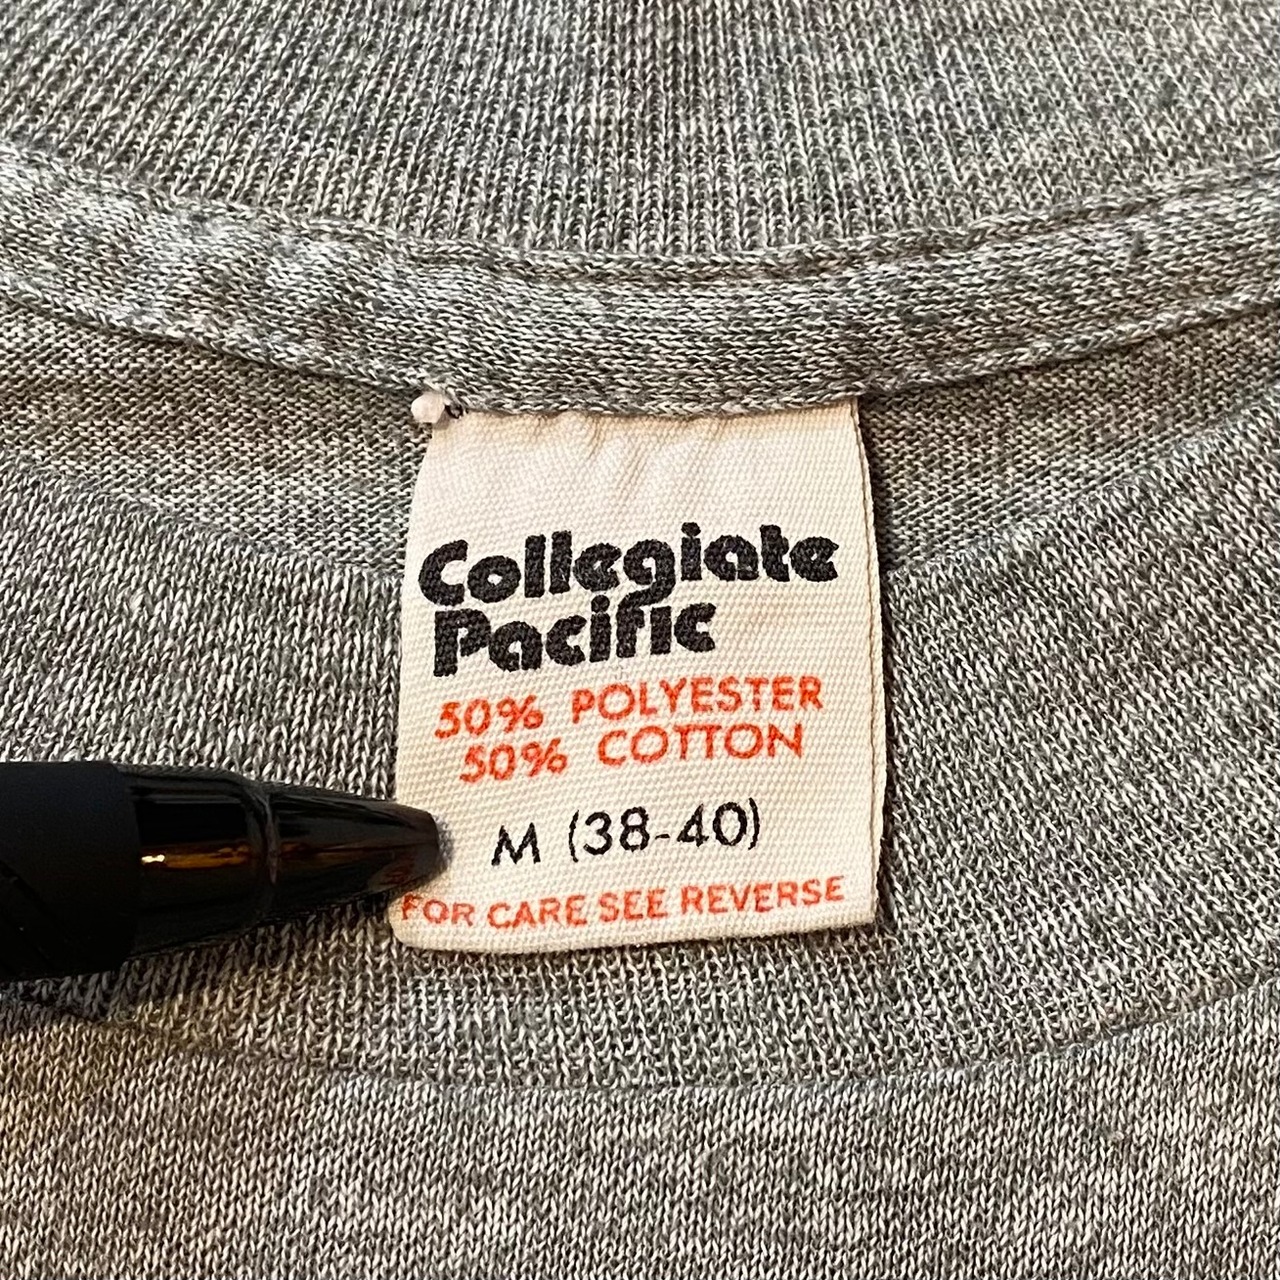 Collegiate
Pacific
50% POLYESTER
50% COTTON
M (38-40)
FOR CARE SEE REVERSE